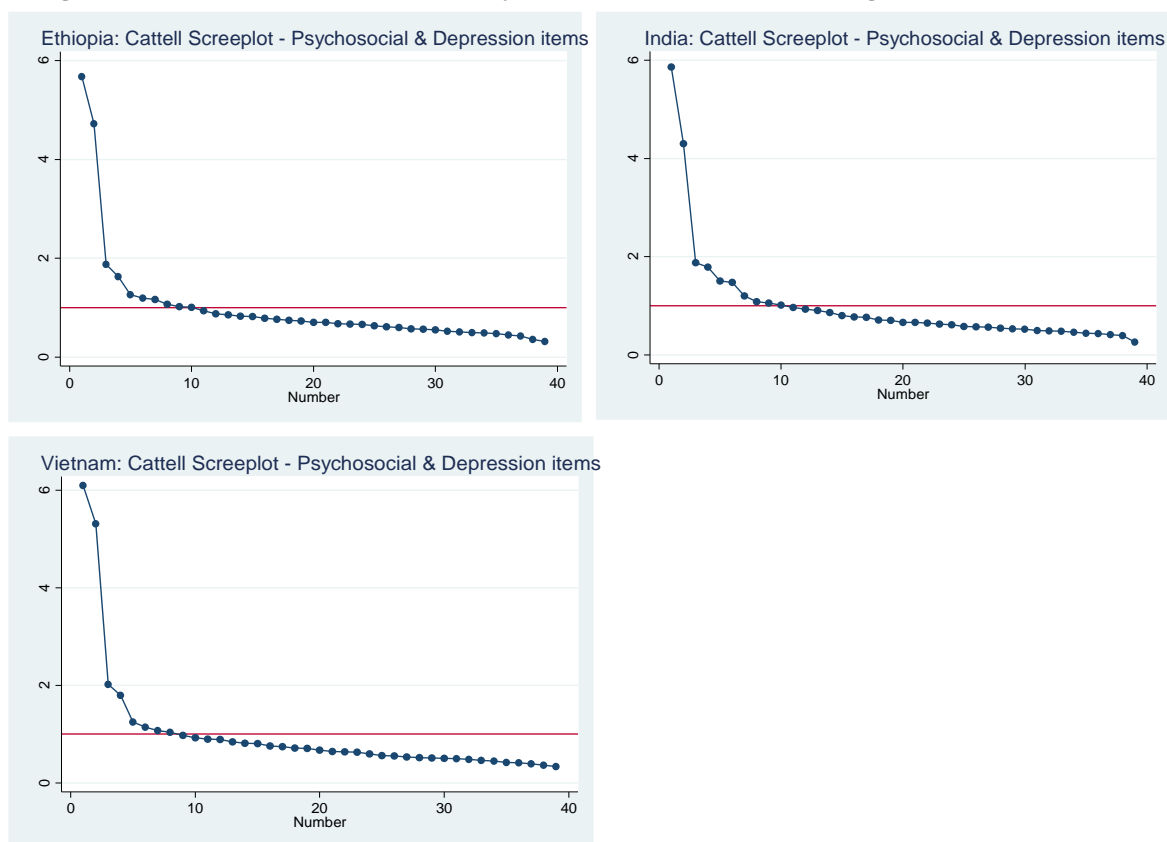 Ethiopia: Cattell Screeplot - Psychosocial & Depression items
6
4
2
0
0 10 20 30 40
Number
India: Cattell Screeplot - Psychosocial & Depression items
6
4
2
0
0 10 20 30 40
Number
Vietnam: Cattell Screeplot - Psychosocial & Depression items
6
4
2
0
0 10 20 30 40
Number